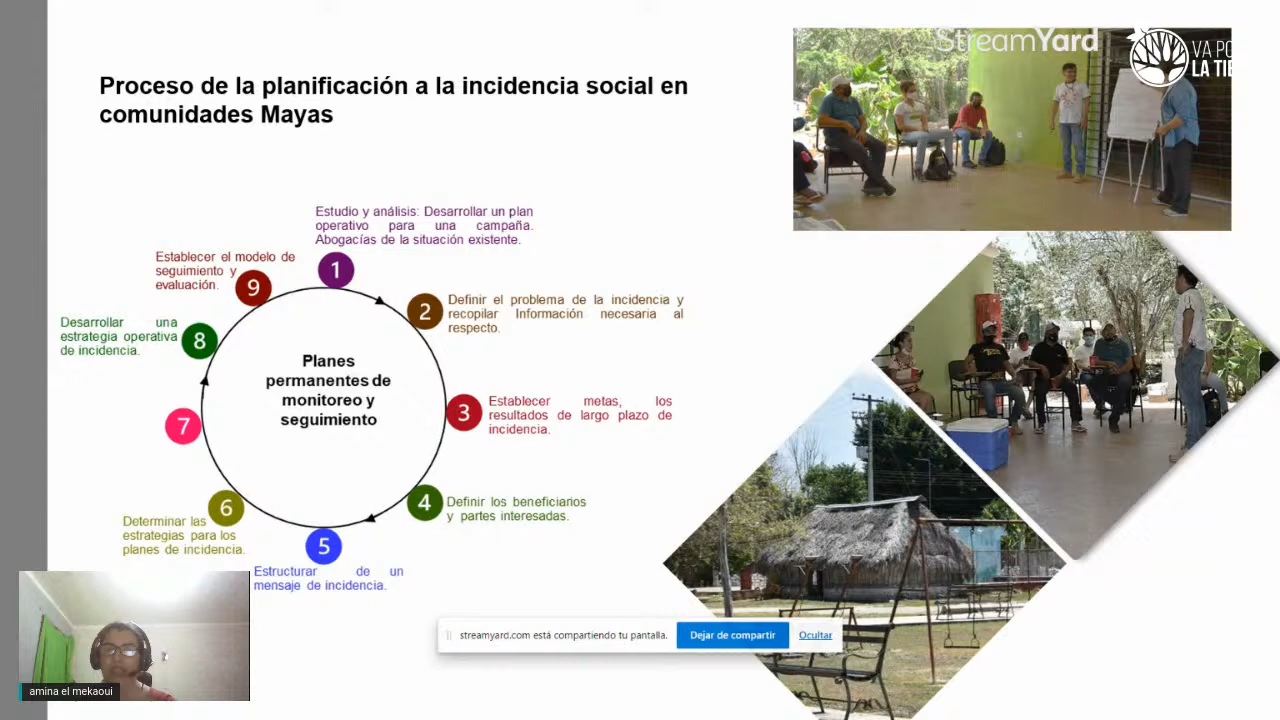 StreamYard
VA PO
LA TIE
Proceso de la planificación a la incidencia social en
comunidades Mayas
Estudio y análisis: Desarrollar un plan
operativo para una campaña.
Abogacías de la situación existente.
1
Establecer el modelo de
seguimiento y
evaluación.
9
2
Definir el problema de la incidencia y
recopilar Información necesaria al
respecto.
Desarrollar una
estrategia operativa
de incidencia.
8
Planes
permanentes de
monitoreo y
seguimiento
3
Establecer metas, los
resultados de largo plazo de
incidencia.
7
4
Definir los beneficiarios
y partes interesadas.
6
Determinar las
estrategias para los
planes de incidencia.
5
Estructurar de un
mensaje de incidencia.
streamyard.com está compartiendo tu pantalla.
Dejar de compartir
Ocultar
amina el mekaoui